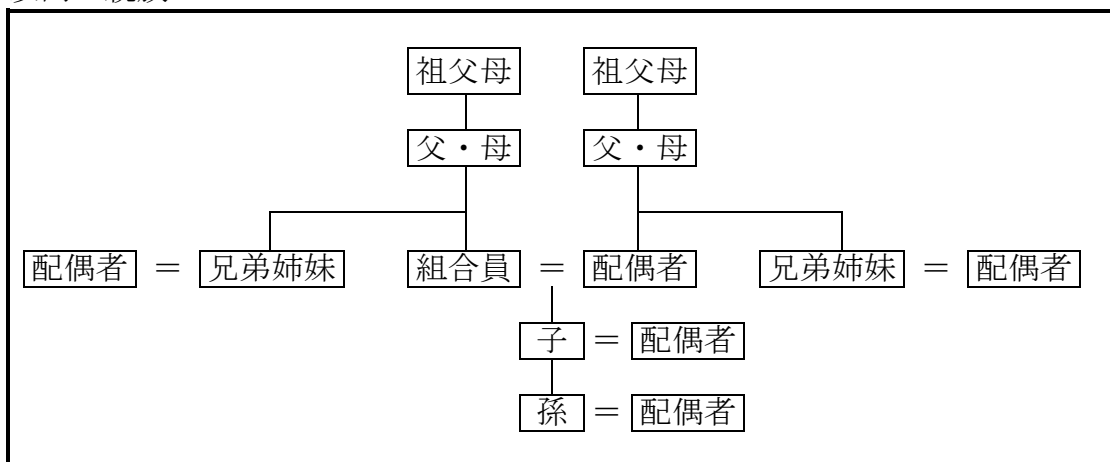 祖父母 祖父母
父・母 父・母
配偶者 = 兄弟姉妹 組合員 = 配偶者 兄弟姉妹 = 配偶者
子 = 配偶者
孫 = 配偶者